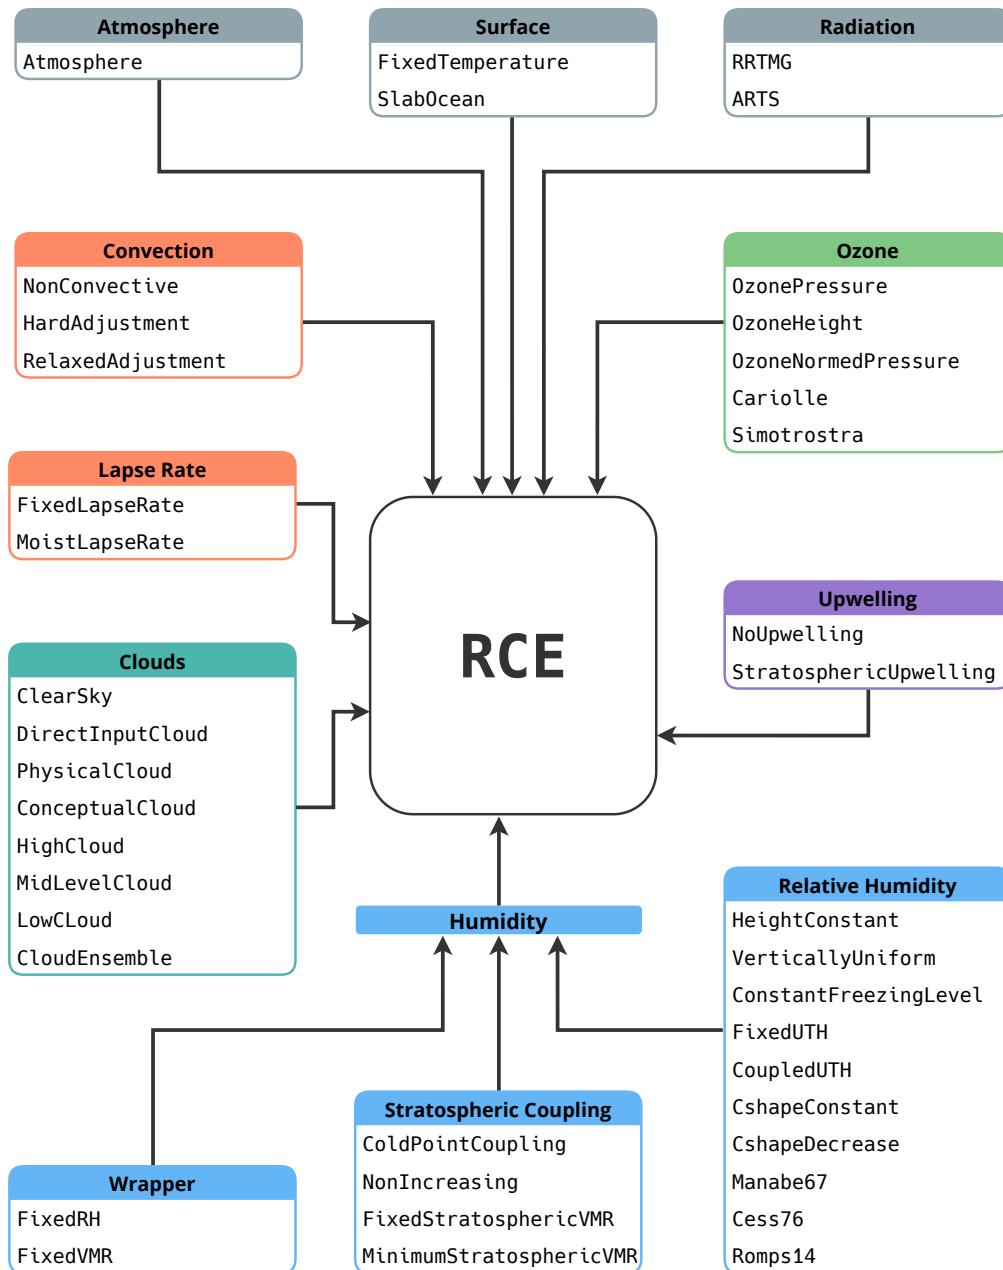 Atmosphere
Atmosphere
Surface
FixedTemperature
SlabOcean
Radiation
RRTMG
ARTS
Convection
NonConvective
HardAdjustment
RelaxedAdjustment
Ozone
OzonePressure
OzoneHeight
OzoneNormedPressure
Cariolle
Simotrostra
Lapse Rate
FixedLapseRate
MoistLapseRate
RCE
Upwelling
NoUpwelling
StratosphericUpwelling
Clouds
ClearSky
DirectInputCloud
PhysicalCloud
ConceptualCloud
HighCloud
MidLevelCloud
LowCLoud
CloudEnsemble
Humidity
Relative Humidity
HeightConstant
VerticallyUniform
ConstantFreezingLevel
FixedUTH
CoupledUTH
CshapeConstant
CshapeDecrease
Manabe67
Cess76
Romps14
Stratospheric Coupling
ColdPointCoupling
NonIncreasing
FixedStratosphericVMR
MinimumStratosphericVMR
Wrapper
FixedRH
FixedVMR